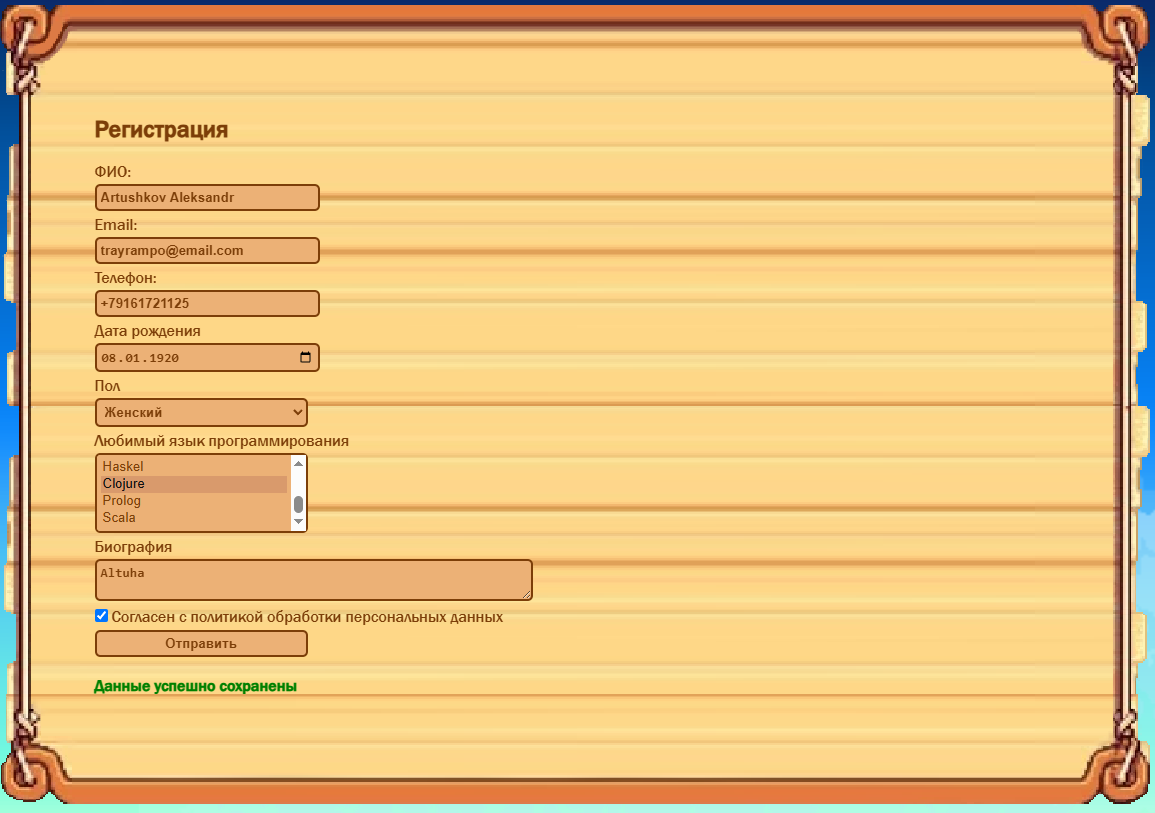 Регистрация
ФИО:
Artushkov Aleksandr
Email:
trayrampo@email.com
Телефон:
+79161721125
Дата рождения
08.01.1920
Пол
Женский
Любимый язык программирования
Haskel
Clojure
Prolog
Scala
Биография
Altuha
Согласен с политикой обработки персональных данных
Отправить
Данные успешно сохранены